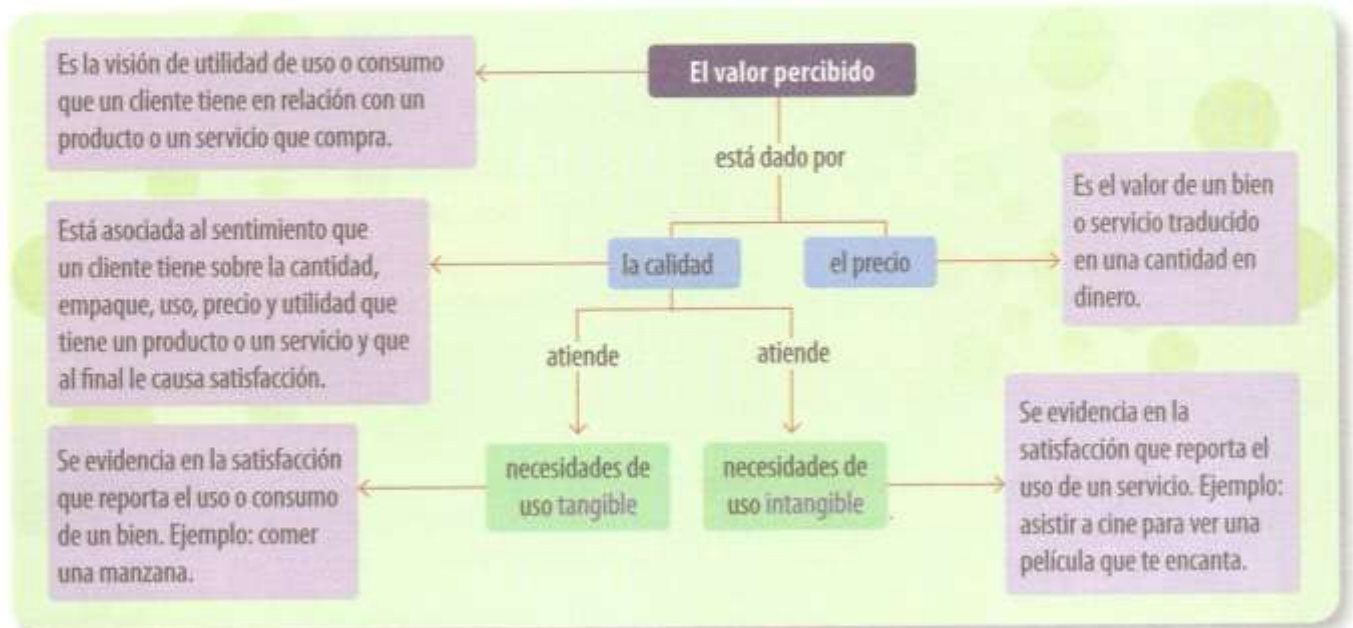 El valor percibido
Es la visión de utilidad de uso o consumo
que un cliente tiene en relación con un
producto o un servicio que compra.
está dado por
la calidad
el precio
Es el valor de un bien
o servicio traducido
en una cantidad en
dinero.
Está asociada al sentimiento que
un cliente tiene sobre la cantidad,
empaque, uso, precio y utilidad que
tiene un producto o un servicio y que
al final le causa satisfacción.
atiende
atiende
necesidades de
uso tangible
necesidades de
uso intangible
Se evidencia en la satisfacción
que reporta el uso o consumo
de un bien. Ejemplo: comer
una manzana.
Se evidencia en la
satisfacción que reporta el
uso de un servicio. Ejemplo:
asistir a cine para ver una
película que te encanta.